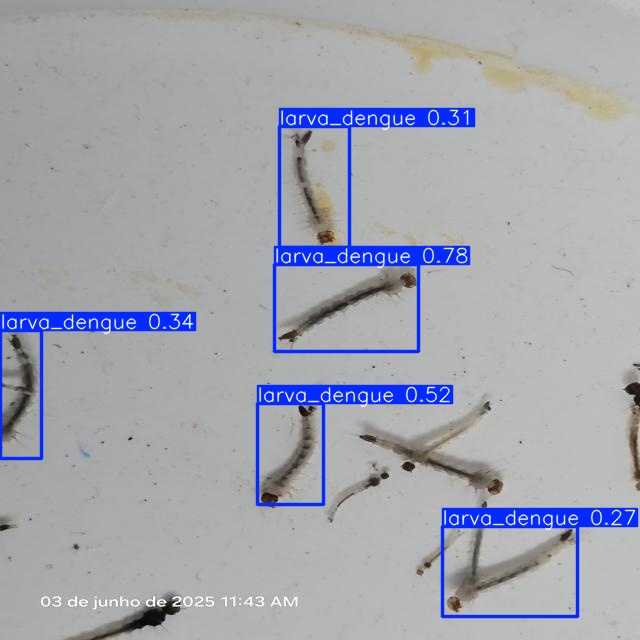 larva_dengue 0.31
larva_dengue 0.78
larva_dengue 0.34
larva_dengue 0.52
larva_dengue 0.27
03 de junho de 2025 11:43 AM